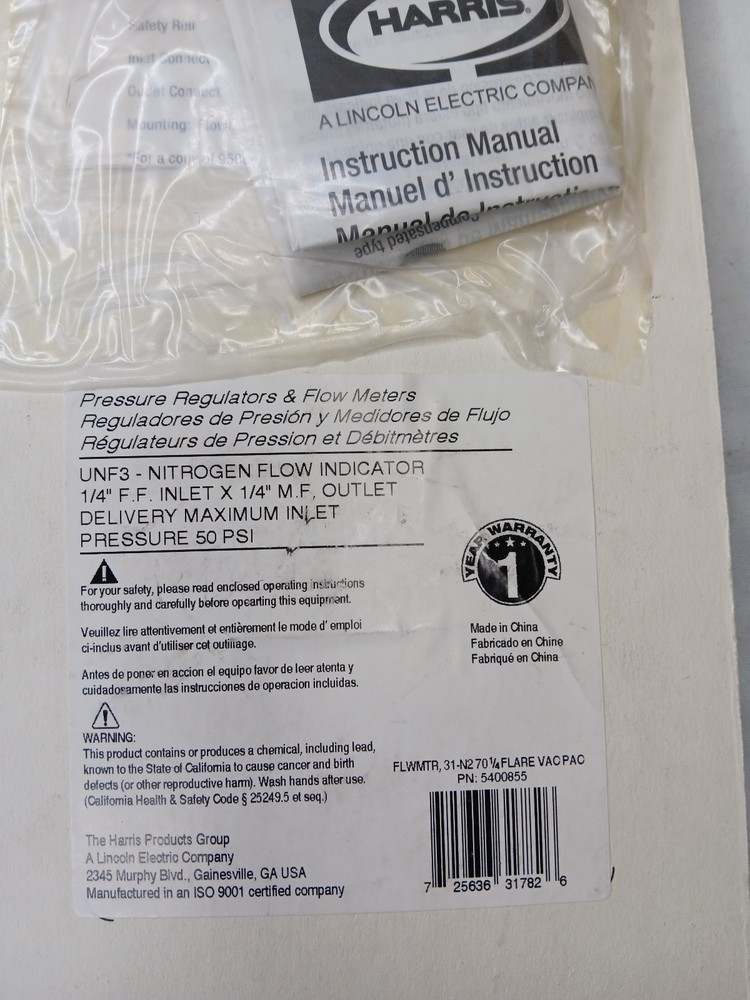 Safety
Inlet Connect
Outlet Connect
Mounting:
*For a
HARRIS®
A LINCOLN ELECTRIC COMPAN
Instruction Manual
Manuel d' Instruction
Manual de
pensated type
Pressure Regulators & Flow Meters
Reguladores de Presión y Medidores de Flujo
Régulateurs de Pression et Débitmètres
UNF3 - NITROGEN FLOW INDICATOR
1/4" F.F. INLET X 1/4" M.F, OUTLET
DELIVERY MAXIMUM INLET
PRESSURE 50 PSI
For your safety, please read enclosed operating instructions
thoroughly and carefully before opearting this equipment.
Veuillez lire attentivement et entièrement le mode d' emploi
ci-inclus avant d'utiliser cet outillage.
Antes de poner en accion el equipo favor de leer atenta y
cuidadosamente las instrucciones de operacion incluidas.
WARNING:
This product contains or produces a chemical, including lead,
known to the State of California to cause cancer and birth
defects (or other reproductive harm). Wash hands after use.
(California Health & Safety Code § 25249.5 et seq.)
The Harris Products Group
A Lincoln Electric Company
2345 Murphy Blvd., Gainesville, GA USA
Manufactured in an ISO 9001 certified company
YEAR WARRANTY
1
Made in China
Fabricado en Chine
Fabriqué en China
FLWMTR, 31-N2 70 1/4 FLARE VAC PAC
PN: 5400855
7 25636 31782 6